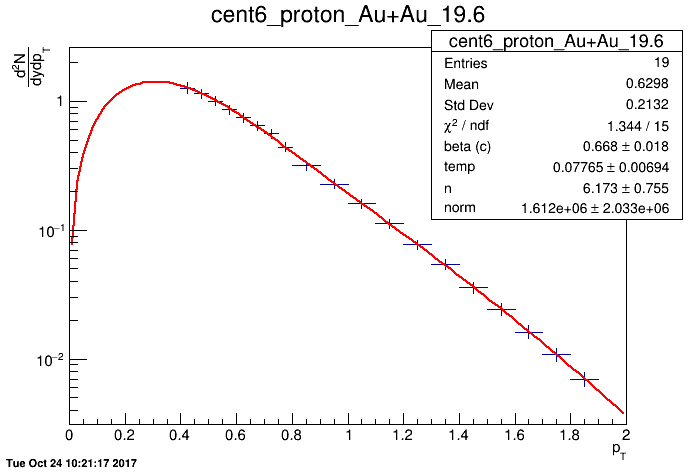 cent6_proton_Au+Au_19.6
d²N
dydp_T
cent6_proton_Au+Au_19.6
Entries 19
Mean 0.6298
Std Dev 0.2132
χ² / ndf 1.344 / 15
beta (c) 0.668 ± 0.018
temp 0.07765 ± 0.00694
n 6.173 ± 0.755
norm 1.612e+06 ± 2.033e+06
1
10⁻¹
10⁻²
0 0.2 0.4 0.6 0.8 1 1.2 1.4 1.6 1.8 2
p_T
Tue Oct 24 10:21:17 2017